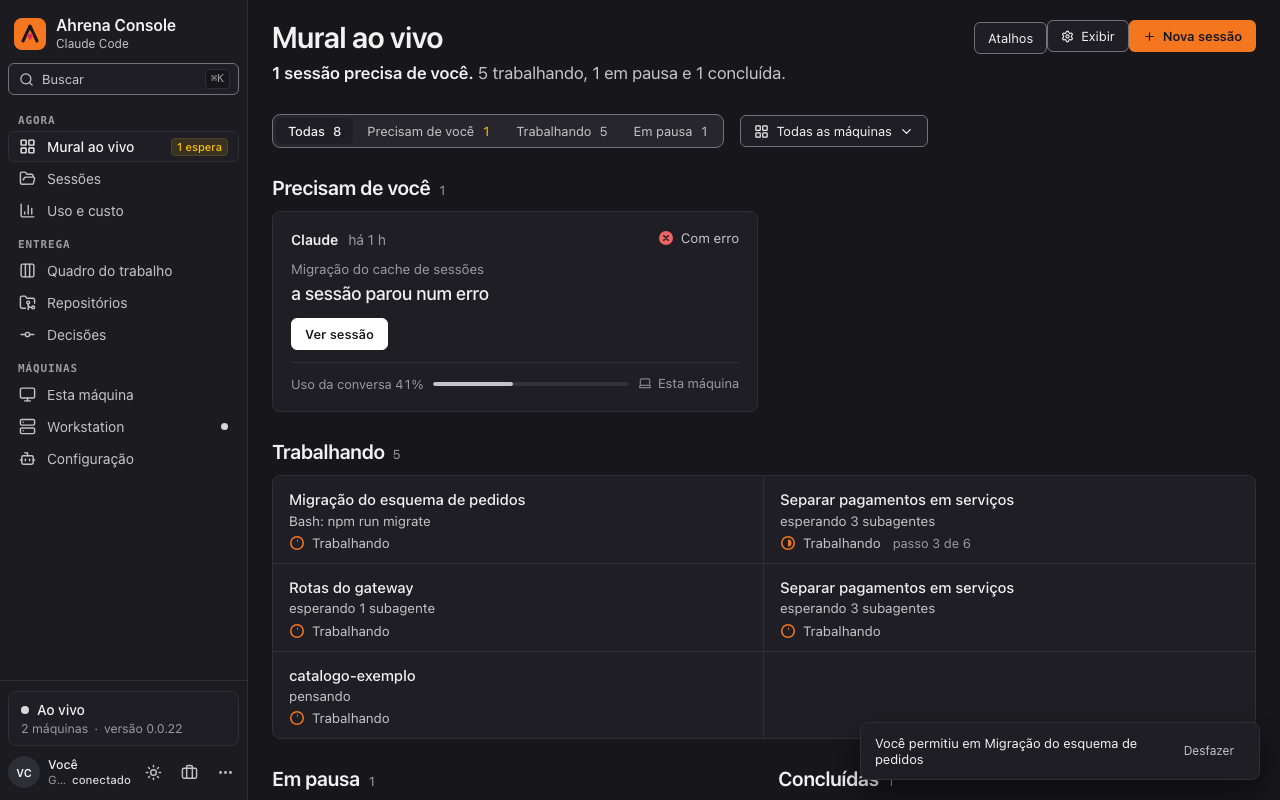 Ahrena Console
Claude Code
Buscar ⌘K
AGORA
Mural ao vivo 1 espera
Sessões
Uso e custo
ENTREGA
Quadro do trabalho
Repositórios
Decisões
MÁQUINAS
Esta máquina
Workstation
Configuração
Ao vivo
2 máquinas · versão 0.0.22
VC Você
G... conectado
Mural ao vivo
Atalhos Exibir + Nova sessão
1 sessão precisa de você. 5 trabalhando, 1 em pausa e 1 concluída.
Todas 8 Precisam de você 1 Trabalhando 5 Em pausa 1 Todas as máquinas
Precisam de você 1
Claude há 1 h Com erro
Migração do cache de sessões
a sessão parou num erro
Ver sessão
Uso da conversa 41% Esta máquina
Trabalhando 5
Migração do esquema de pedidos
Bash: npm run migrate
Trabalhando
Separar pagamentos em serviços
esperando 3 subagentes
Trabalhando passo 3 de 6
Rotas do gateway
esperando 1 subagente
Trabalhando
Separar pagamentos em serviços
esperando 3 subagentes
Trabalhando
catalogo-exemplo
pensando
Trabalhando
Você permitiu em Migração do esquema de
pedidos
Desfazer
Em pausa 1
Concluídas